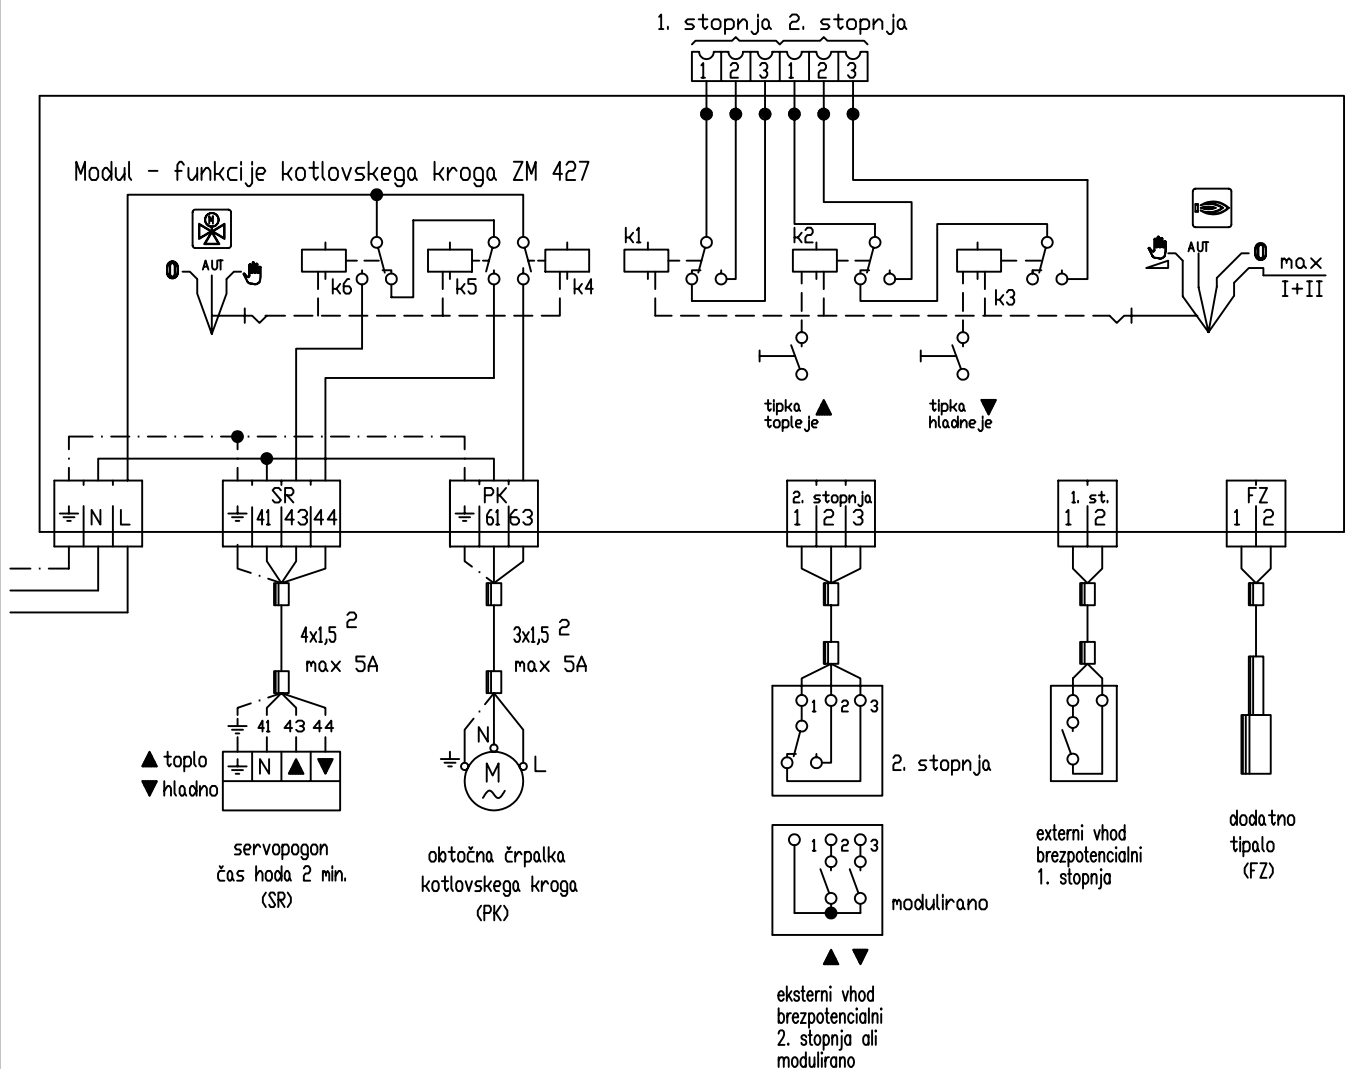 1. stopnja 2. stopnja
1 2 3 1 2 3
Modul - funkcije kotlovskega kroga ZM 427
M
0 AUT
k6 k5 k4
k1 k2 k3
AUT 0 max
I+II
tipka
topleje
tipka
hladneje
N L
SR
41 43 44
PK
61 63
2. stopnja
1 2 3
1. st.
1 2
FZ
1 2
4x1,5 2
max 5A
3x1,5 2
max 5A
41 43 44
N
toplo
hladno
N
M
L
1 2 3
2. stopnja
1 2 3
modulirano
servopogon
čas hoda 2 min.
(SR)
obtočna črpalka
kotlovskega kroga
(PK)
eksterni vhod
brezpotencialni
2. stopnja ali
modulirano
externi vhod
brezpotencialni
1. stopnja
dodatno
tipalo
(FZ)